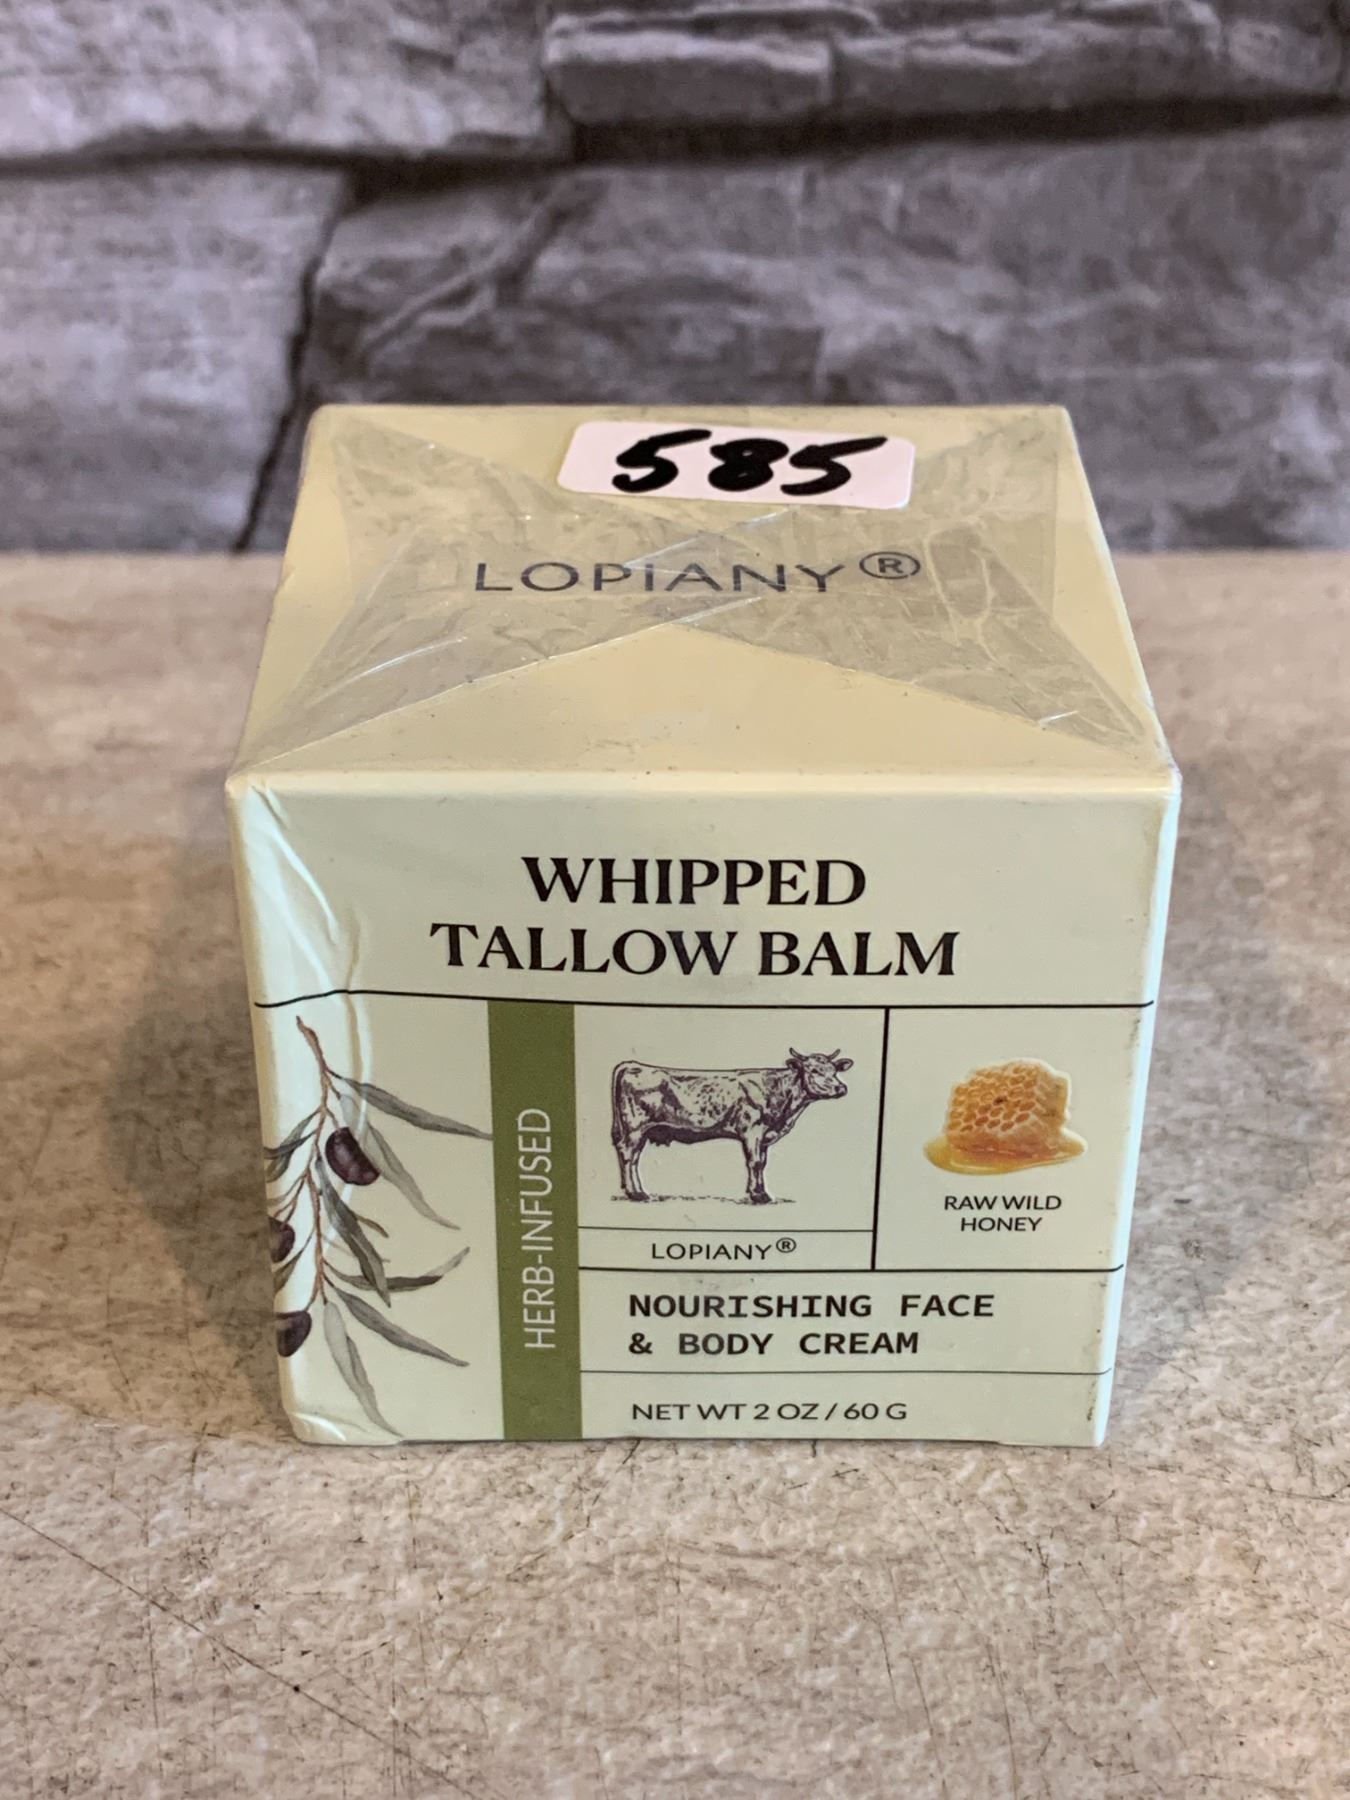 585
LOPIANY®
WHIPPED
TALLOW BALM
HERB-INFUSED
LOPIANY®
RAW WILD
HONEY
NOURISHING FACE
& BODY CREAM
NET WT 2 OZ / 60 G